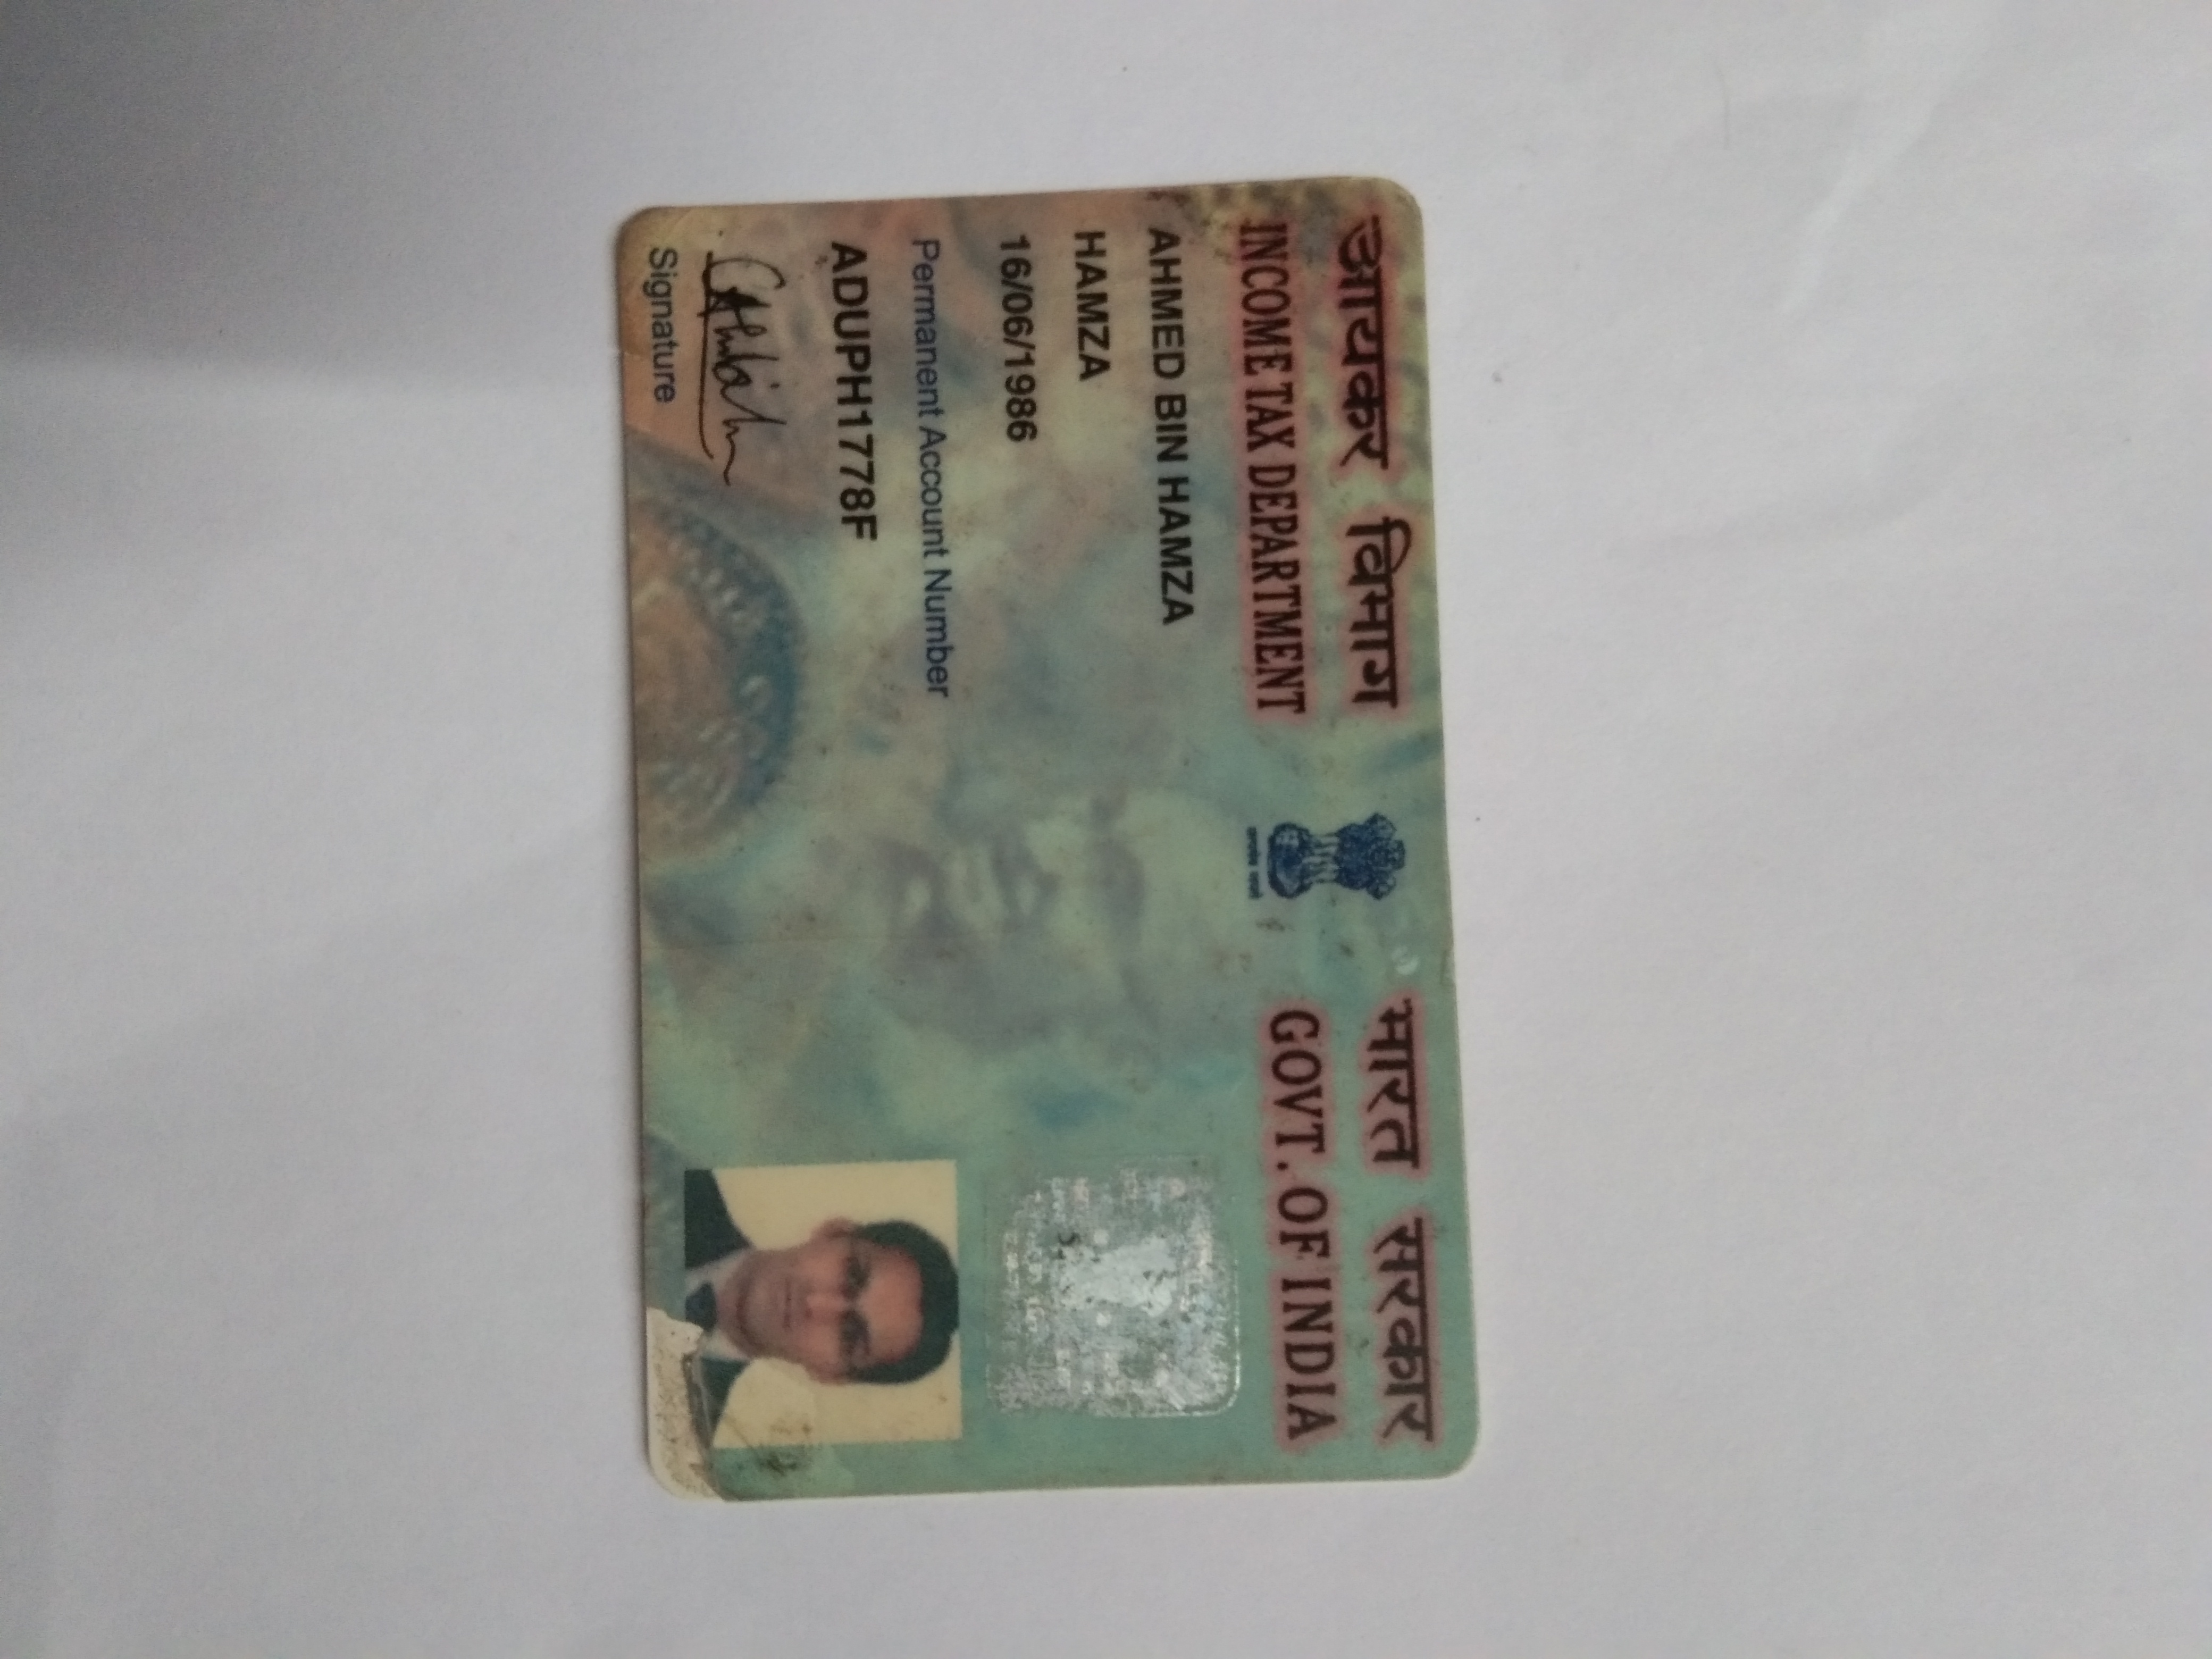 आयकर विभाग भारत सरकार
INCOME TAX DEPARTMENT GOVT. OF INDIA
AHMED BIN HAMZA
HAMZA
16/06/1986
Permanent Account Number
ADUPH1778F
Signature